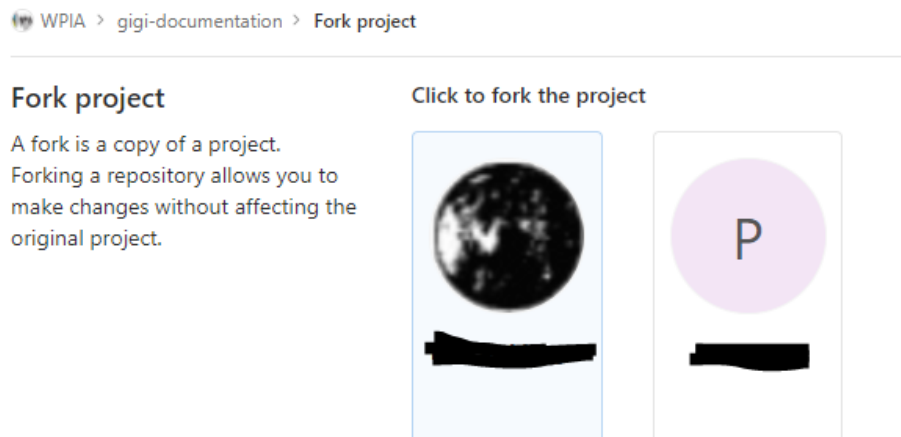 WPIA > gigi-documentation > Fork project
Fork project
Click to fork the project
A fork is a copy of a project.
Forking a repository allows you to
make changes without affecting the
original project.
P